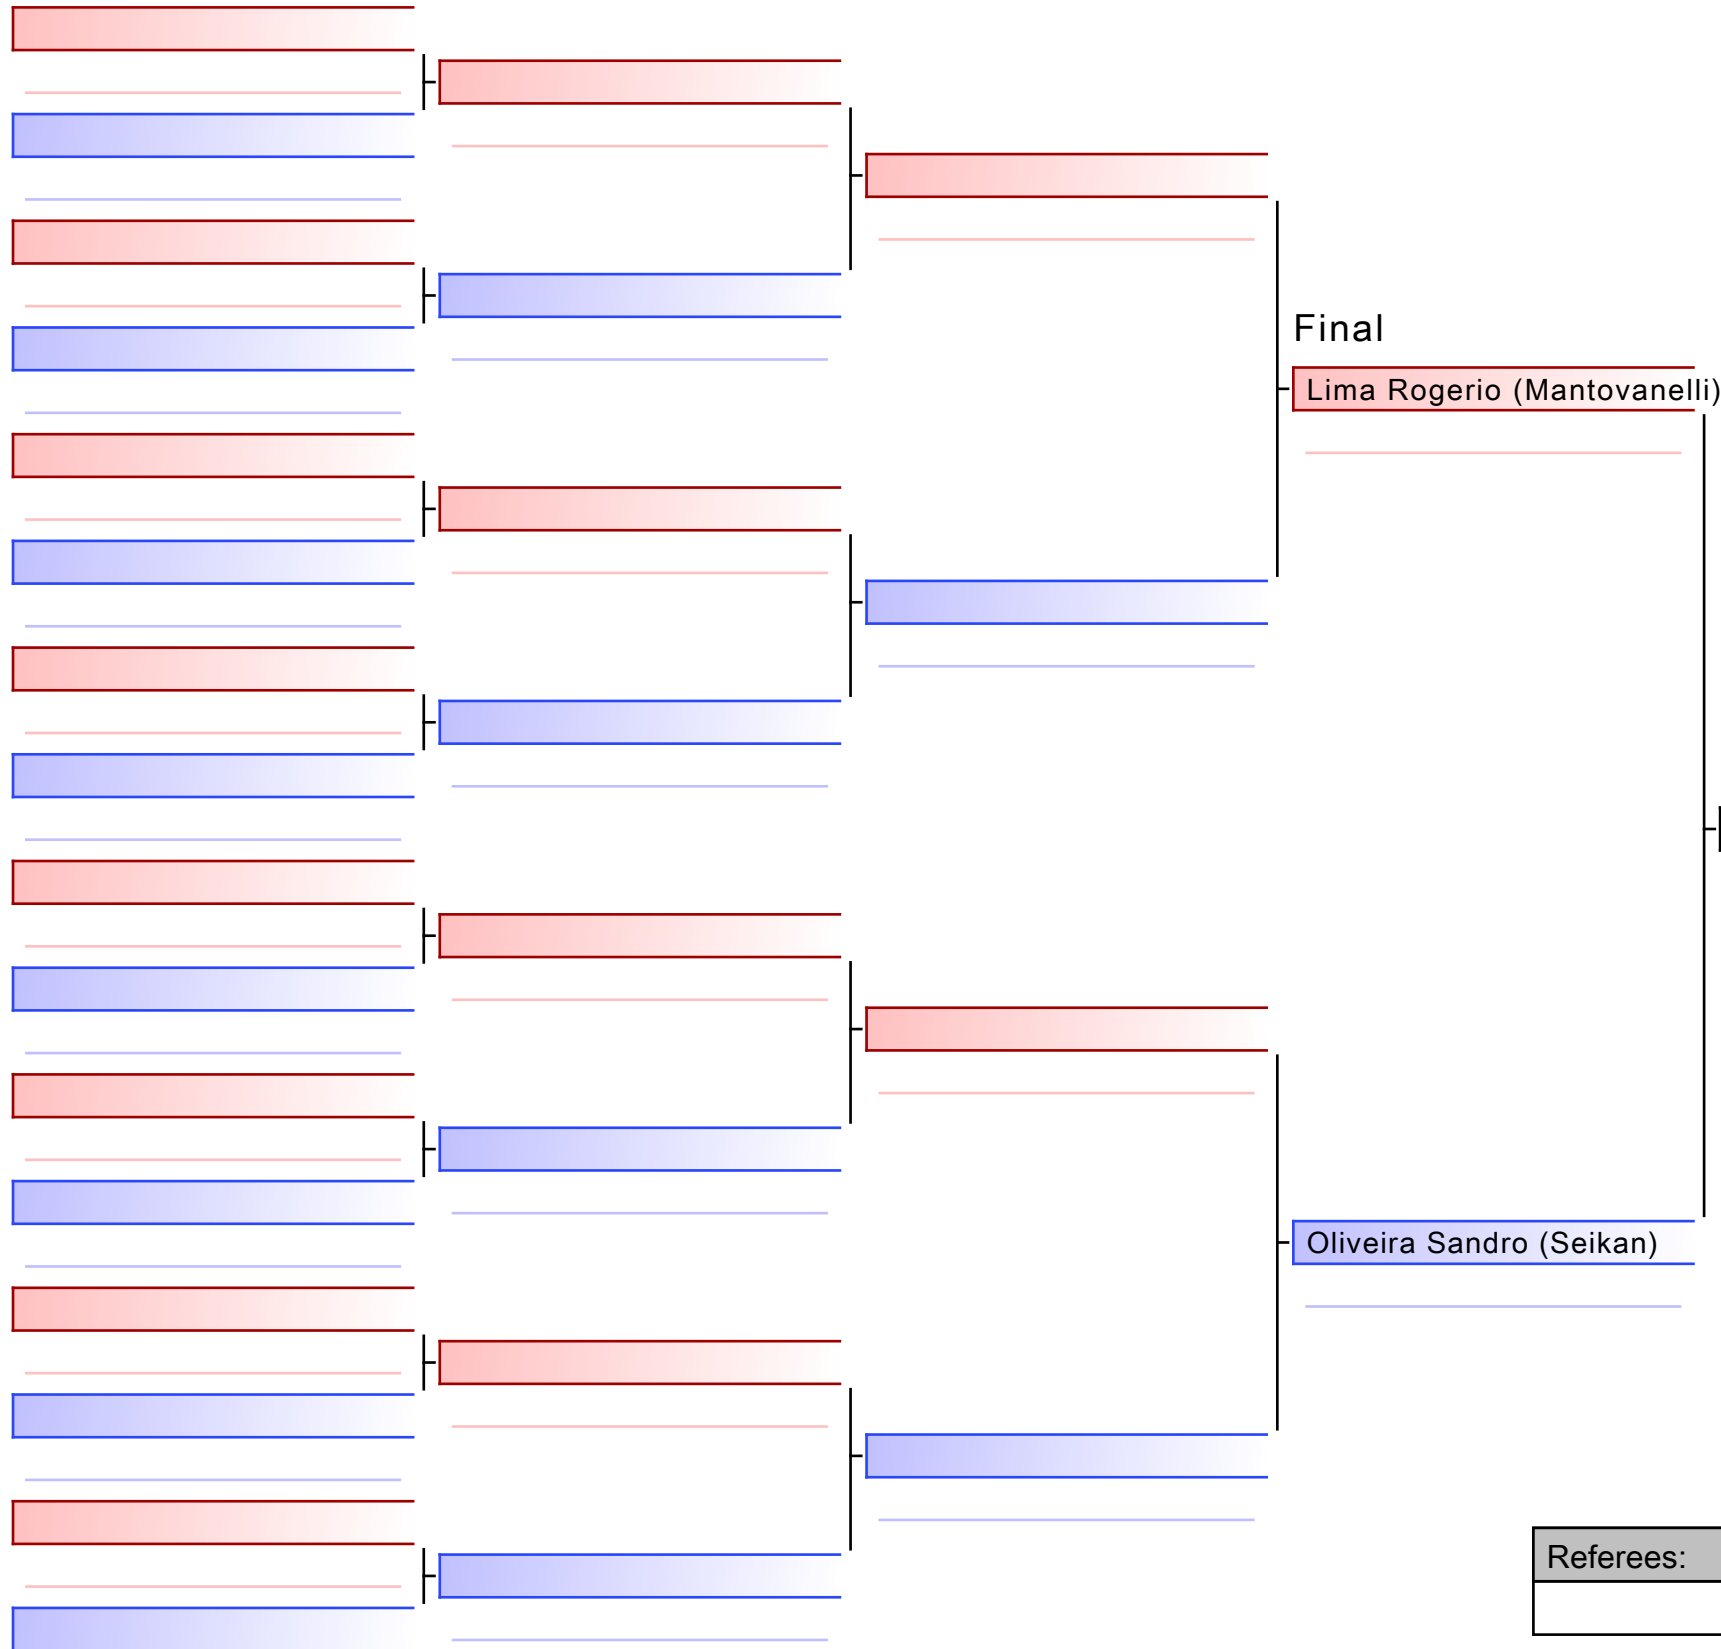 Final
Lima Rogerio (Mantovanelli)
Oliveira Sandro (Seikan)
Referees: